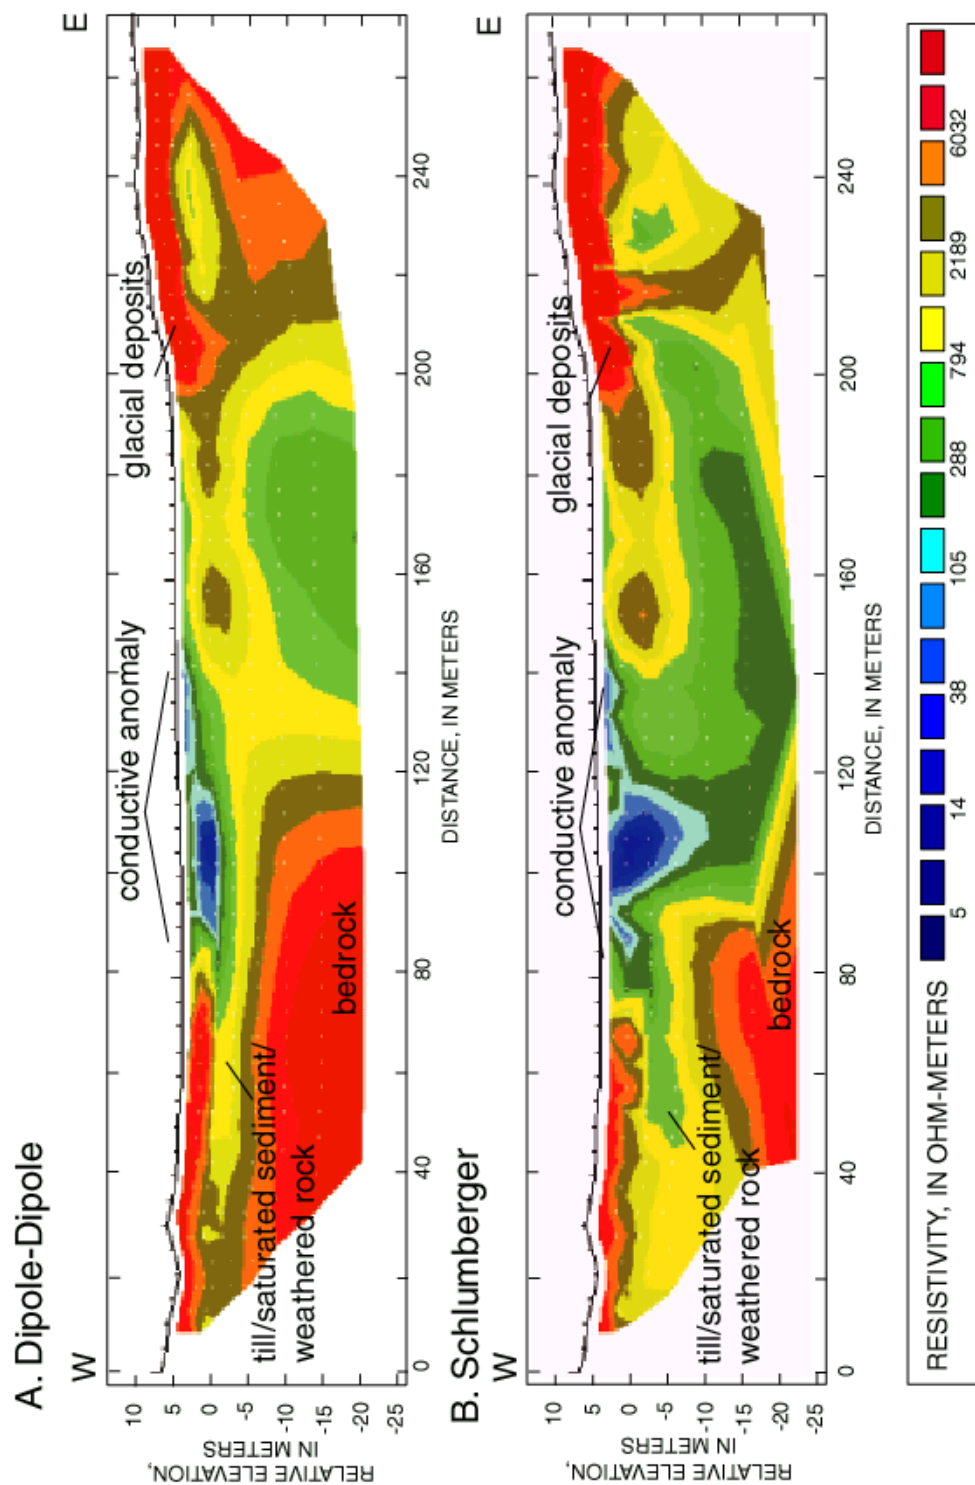 A. Dipole-Dipole
W
E
conductive anomaly
glacial deposits
10
5
0
-5
-10
-15
-20
-25
RELATIVE ELEVATION,
IN METERS
till/saturated sediment/
weathered rock
bedrock
0
40
80
120
160
200
240
DISTANCE, IN METERS
B. Schlumberger
W
E
conductive anomaly
glacial deposits
10
5
0
-5
-10
-15
-20
-25
RELATIVE ELEVATION,
IN METERS
till/saturated sediment/
weathered rock
bedrock
0
40
80
120
160
200
240
DISTANCE, IN METERS
RESISTIVITY, IN OHM-METERS
5
14
38
105
288
794
2189
6032